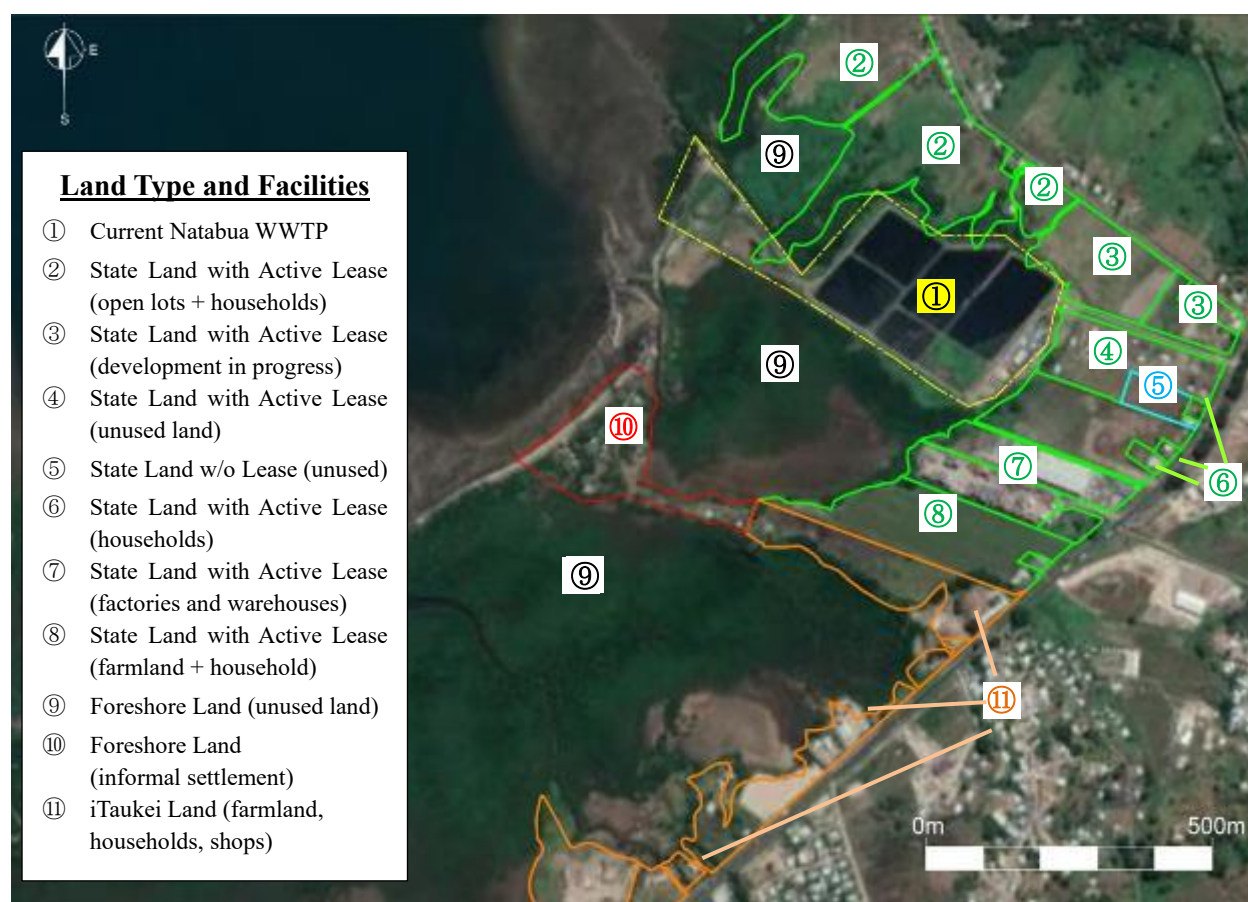 E
S
Land Type and Facilities
① Current Natabua WWTP
② State Land with Active Lease
(open lots + households)
③ State Land with Active Lease
(development in progress)
④ State Land with Active Lease
(unused land)
⑤ State Land w/o Lease (unused)
⑥ State Land with Active Lease
(households)
⑦ State Land with Active Lease
(factories and warehouses)
⑧ State Land with Active Lease
(farmland + household)
⑨ Foreshore Land (unused land)
⑩ Foreshore Land
(informal settlement)
⑪ iTaukei Land (farmland,
households, shops)
②
⑨
②
②
③
①
③
④
⑨
⑤
⑩
⑦
⑥
⑧
⑨
⑪
0m 500m